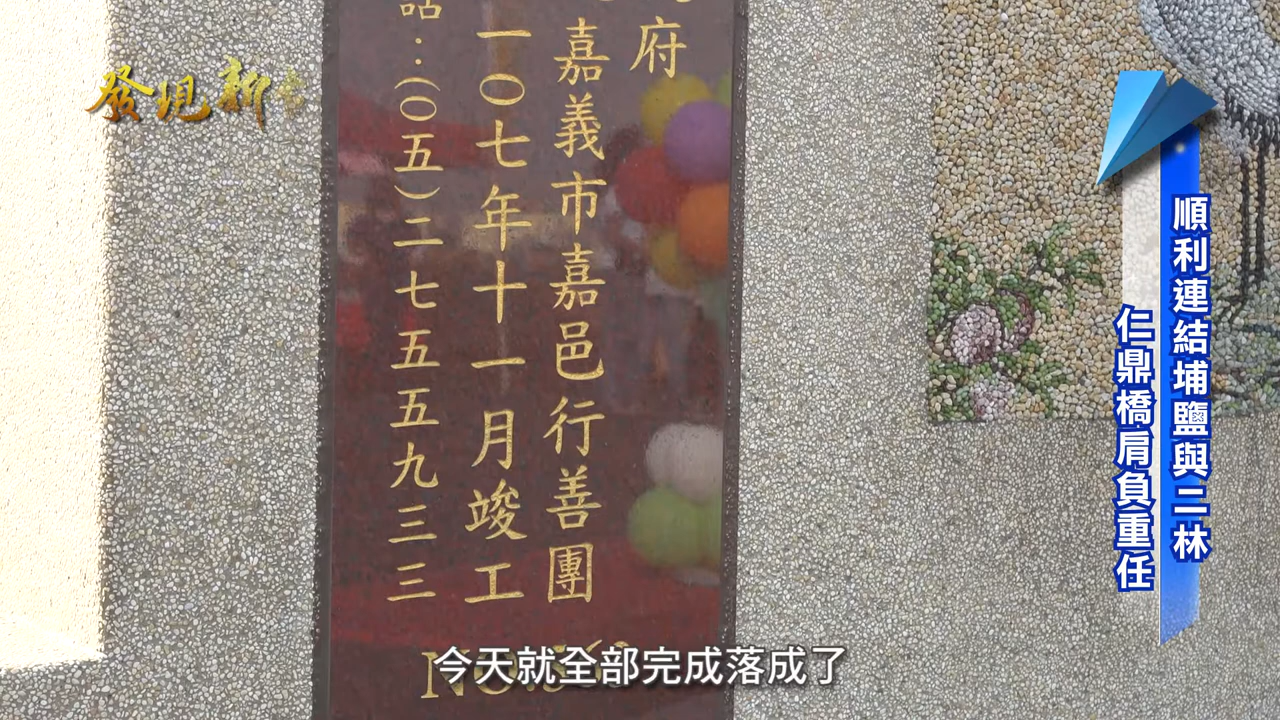 發現新
順利連結埔鹽與二林
仁鼎橋肩負重任
府
嘉義市嘉邑行善團
一〇七年十一月竣工
話：(〇五)二七五五九三三
今天就全部完成落成了